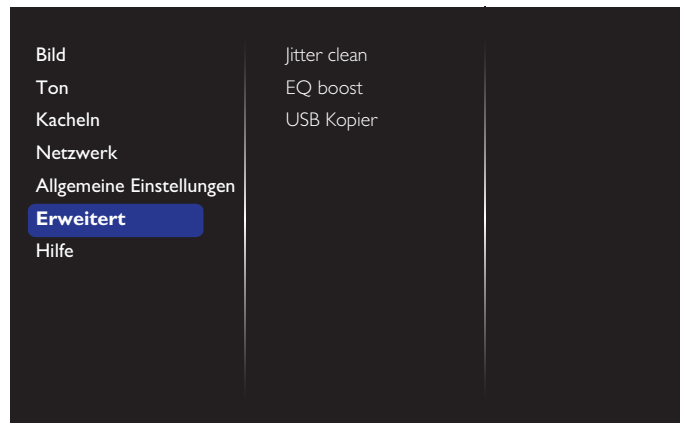 Bild
Ton
Kacheln
Netzwerk
Allgemeine Einstellungen
Erweitert
Hilfe
Jitter clean
EQ boost
USB Kopier